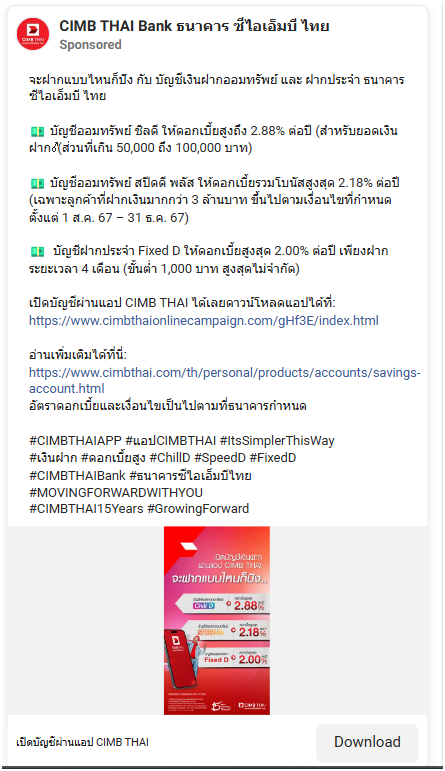 CIMB THAI Bank ธนาคาร ซีไอเอ็มบี ไทย
Sponsored
จะฝากแบบไหนก็ปัง กับ บัญชีเงินฝากออมทรัพย์ และ ฝากประจำ ธนาคาร
ซีไอเอ็มบี ไทย
บัญชีออมทรัพย์ ชิลดี ให้ดอกเบี้ยสูงถึง 2.88% ต่อปี (สำหรับยอดเงิน
ฝากส่วนที่เกิน 50,000 ถึง 100,000 บาท)
บัญชีออมทรัพย์ สปีดดี พลัส ให้ดอกเบี้ยรวมโบนัสสูงสุด 2.18% ต่อปี
(เฉพาะลูกค้าที่ฝากเงินมากกว่า 3 ล้านบาท ขึ้นไปตามเงื่อนไขที่กำหนด
ตั้งแต่ 1 ส.ค. 67 – 31 ธ.ค. 67)
บัญชีฝากประจำ Fixed D ให้ดอกเบี้ยสูงสุด 2.00% ต่อปี เพียงฝาก
ระยะเวลา 4 เดือน (ขั้นต่ำ 1,000 บาท สูงสุดไม่จำกัด)
เปิดบัญชีผ่านแอป CIMB THAI ได้เลยดาวน์โหลดแอปได้ที่:
https://www.cimbthaionlinecampaign.com/gHf3E/index.html
อ่านเพิ่มเติมได้ที่นี่:
https://www.cimbthai.com/th/personal/products/accounts/savings-
account.html
อัตราดอกเบี้ยและเงื่อนไขเป็นไปตามที่ธนาคารกำหนด
#CIMBTHAIAPP #แอปCIMBTHAI #ItsSimplerThisWay
#เงินฝาก #ดอกเบี้ยสูง #ChillD #SpeedD #FixedD
#CIMBTHAIBank #ธนาคารซีไอเอ็มบีไทย
#MOVINGFORWARDWITHYOU
#CIMBTHAI15Years #GrowingForward
เปิดบัญชีเงินฝาก
ผ่านแอป CIMB THAI
จะฝากแบบไหนก็ปัง..
Chill D 2.88%
2.18%
Fixed D 2.00%
CIMB THAI
เปิดบัญชีผ่านแอป CIMB THAI
Download